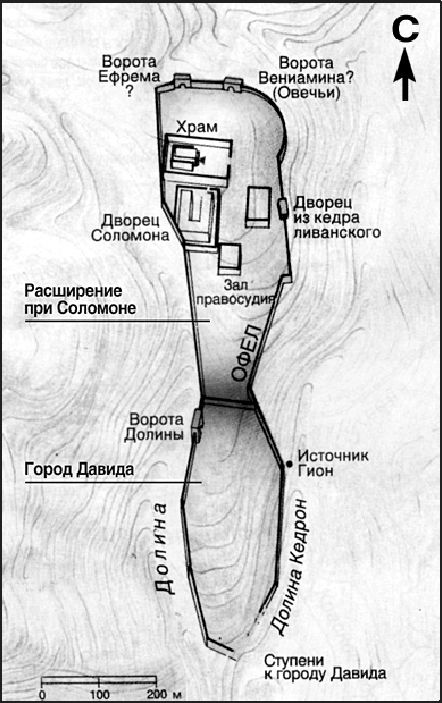 С
Ворота
Ефрема
?
Ворота
Вениамина?
(Овечьи)
Храм
Дворец
Соломона
Дворец
из кедра
ливанского
Зал
правосудия
Расширение
при Соломоне
ОФЕЛ
Ворота
Долины
Источник
Гион
Город Давида
Долина
Долина Кедрон
Ступени
к городу Давида
0 100 200 м